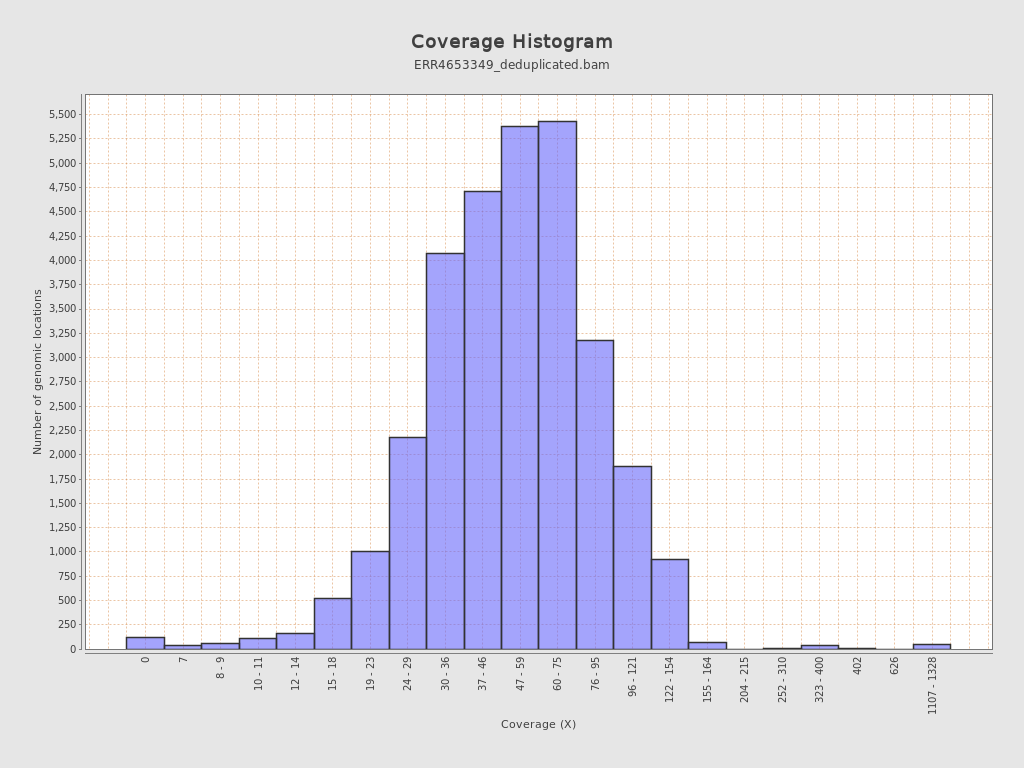 Coverage Histogram
ERR4653349_deduplicated.bam
Number of genomic locations
5,500
5,250
5,000
4,750
4,500
4,250
4,000
3,750
3,500
3,250
3,000
2,750
2,500
2,250
2,000
1,750
1,500
1,250
1,000
750
500
250
0
0
7
8 - 9
10 - 11
12 - 14
15 - 18
19 - 23
24 - 29
30 - 36
37 - 46
47 - 59
60 - 75
76 - 95
96 - 121
122 - 154
155 - 164
204 - 215
252 - 310
323 - 400
402
626
1107 - 1328
Coverage (X)